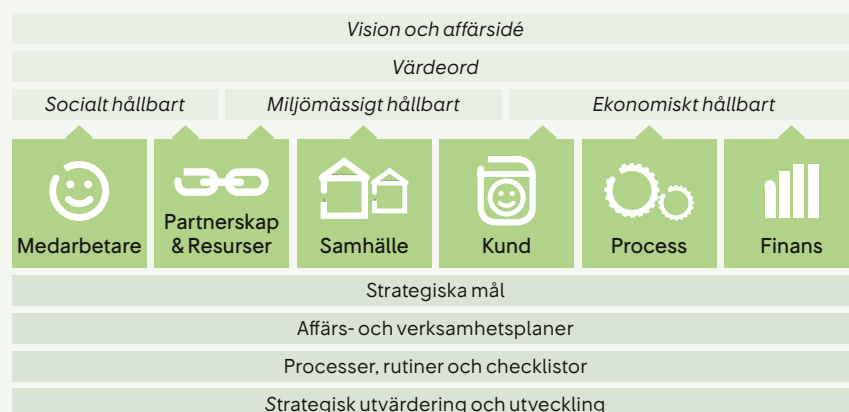 Vision och affärsidé
Värdeord
Socialt hållbart
Miljömässigt hållbart
Ekonomiskt hållbart
Medarbetare
Partnerskap
& Resurser
Samhälle
Kund
Process
Finans
Strategiska mål
Affärs- och verksamhetsplaner
Processer, rutiner och checklistor
Strategisk utvärdering och utveckling